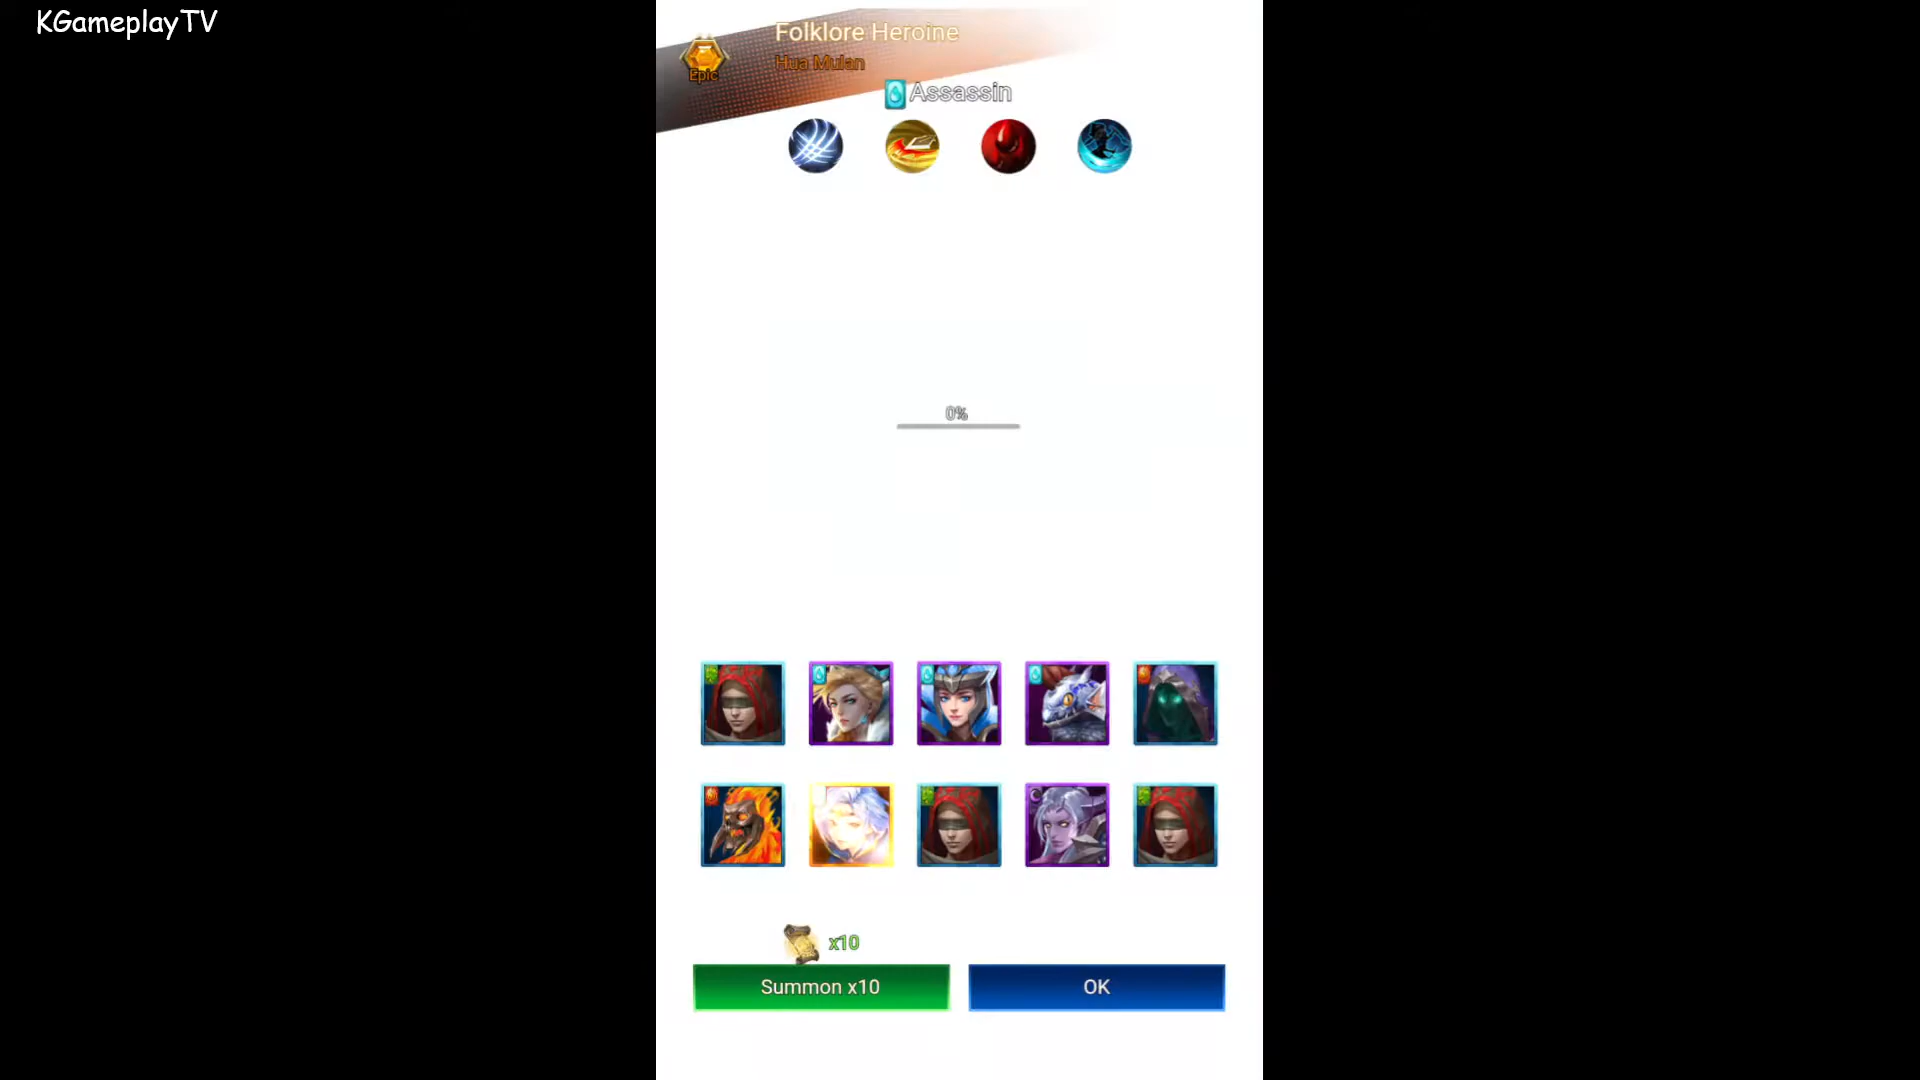 KGameplayTV
Folklore Heroine
Hua Mulan
Epic
Assassin
0%
x10
Summon x10
OK